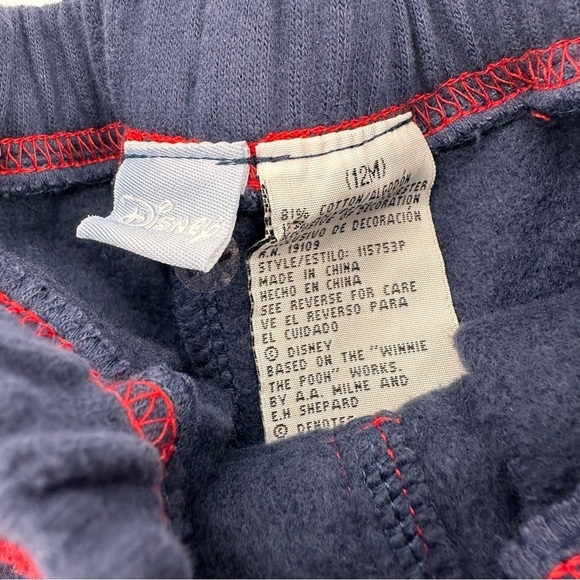 Disney
(12M)
81% COTTON/ALGODÓN
OF DECORATION
DE DECORACIÓN
R.N. 19109
STYLE/ESTILO: 115753P
MADE IN CHINA
HECHO EN CHINA
SEE REVERSE FOR CARE
VE EL REVERSO PARA
EL CUIDADO
© DISNEY
BASED ON THE "WINNIE
THE POOH" WORKS.
BY A.A. MILNE AND
E.H SHEPARD
© DENOTES